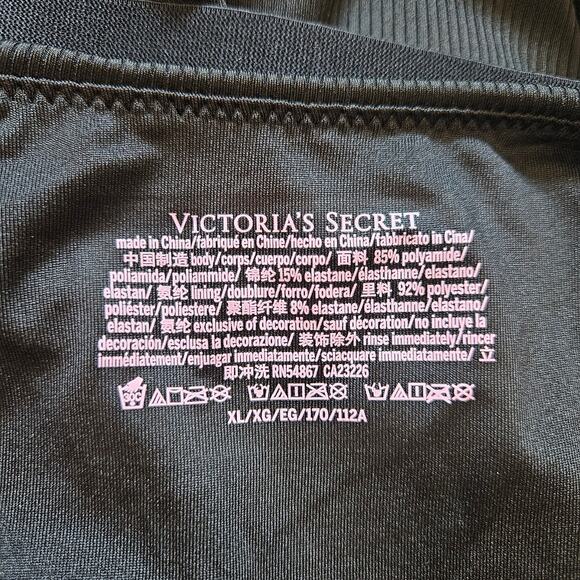 VICTORIA'S SECRET
made in China/fabriqué en Chine/hecho en China/fabbricato in Cina/
中国制造 body/corps/cuerpo/corpo/ 面料 85% polyamide/
poliamida/poliammide/ 锦纶 15% elastane/élasthanne/elastano/
elastan/ 氨纶 lining/doublure/forro/fodera/ 里料 92% polyester/
poliéster/poliestere/ 聚酯纤维 8% elastane/élasthanne/elastano/
elastan/ 氨纶 exclusive of decoration/sauf décoration/no incluye la
decoración/esclusa la decorazione/ 装饰除外 rinse immediately/rincer
immédiatement/enjuagar inmediatamente/sciacquare immediatamente/ 立
即冲洗 RN54867 CA23226
30C
XL/XG/EG/170/112A